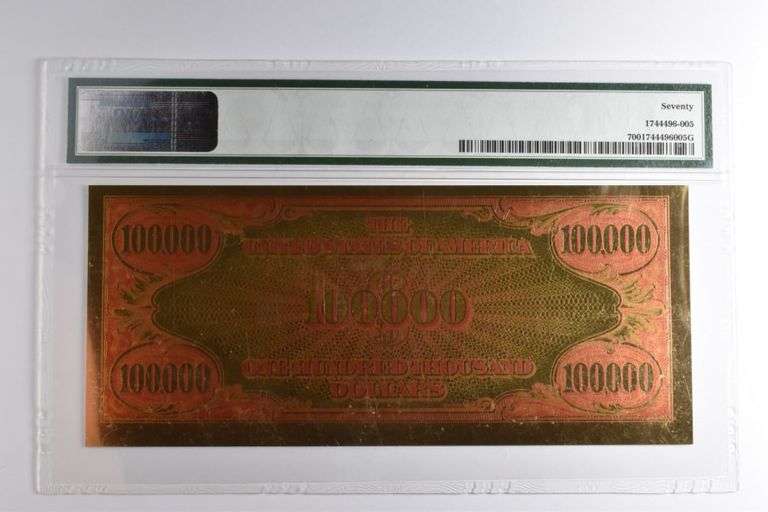 Seventy
1744496-005
7001744496005G
THE
100,000 UNITED STATES OF AMERICA 100,000
100000
100,000 ONE HUNDRED THOUSAND 100,000
DOLLARS